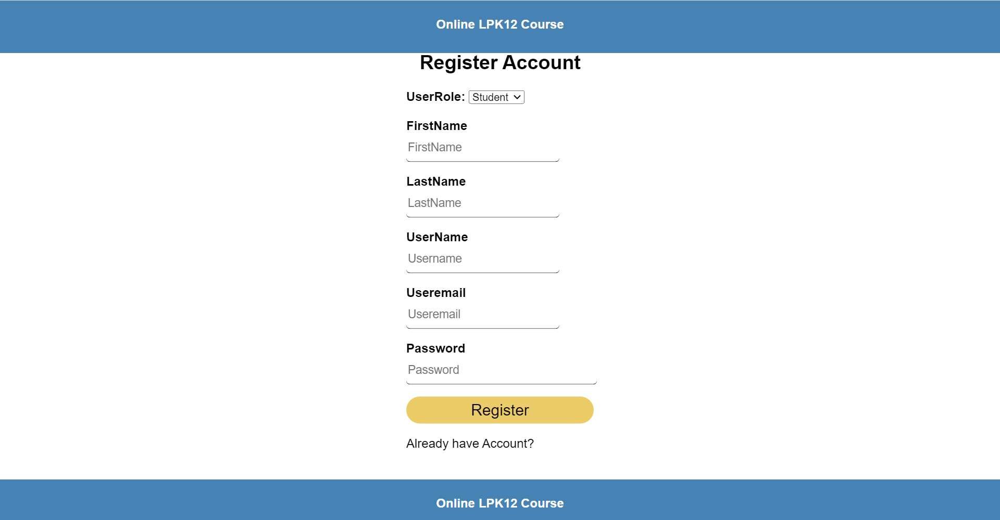 Online LPK12 Course
Register Account
UserRole: Student
FirstName
FirstName
LastName
LastName
UserName
Username
Useremail
Useremail
Password
Password
Register
Already have Account?
Online LPK12 Course